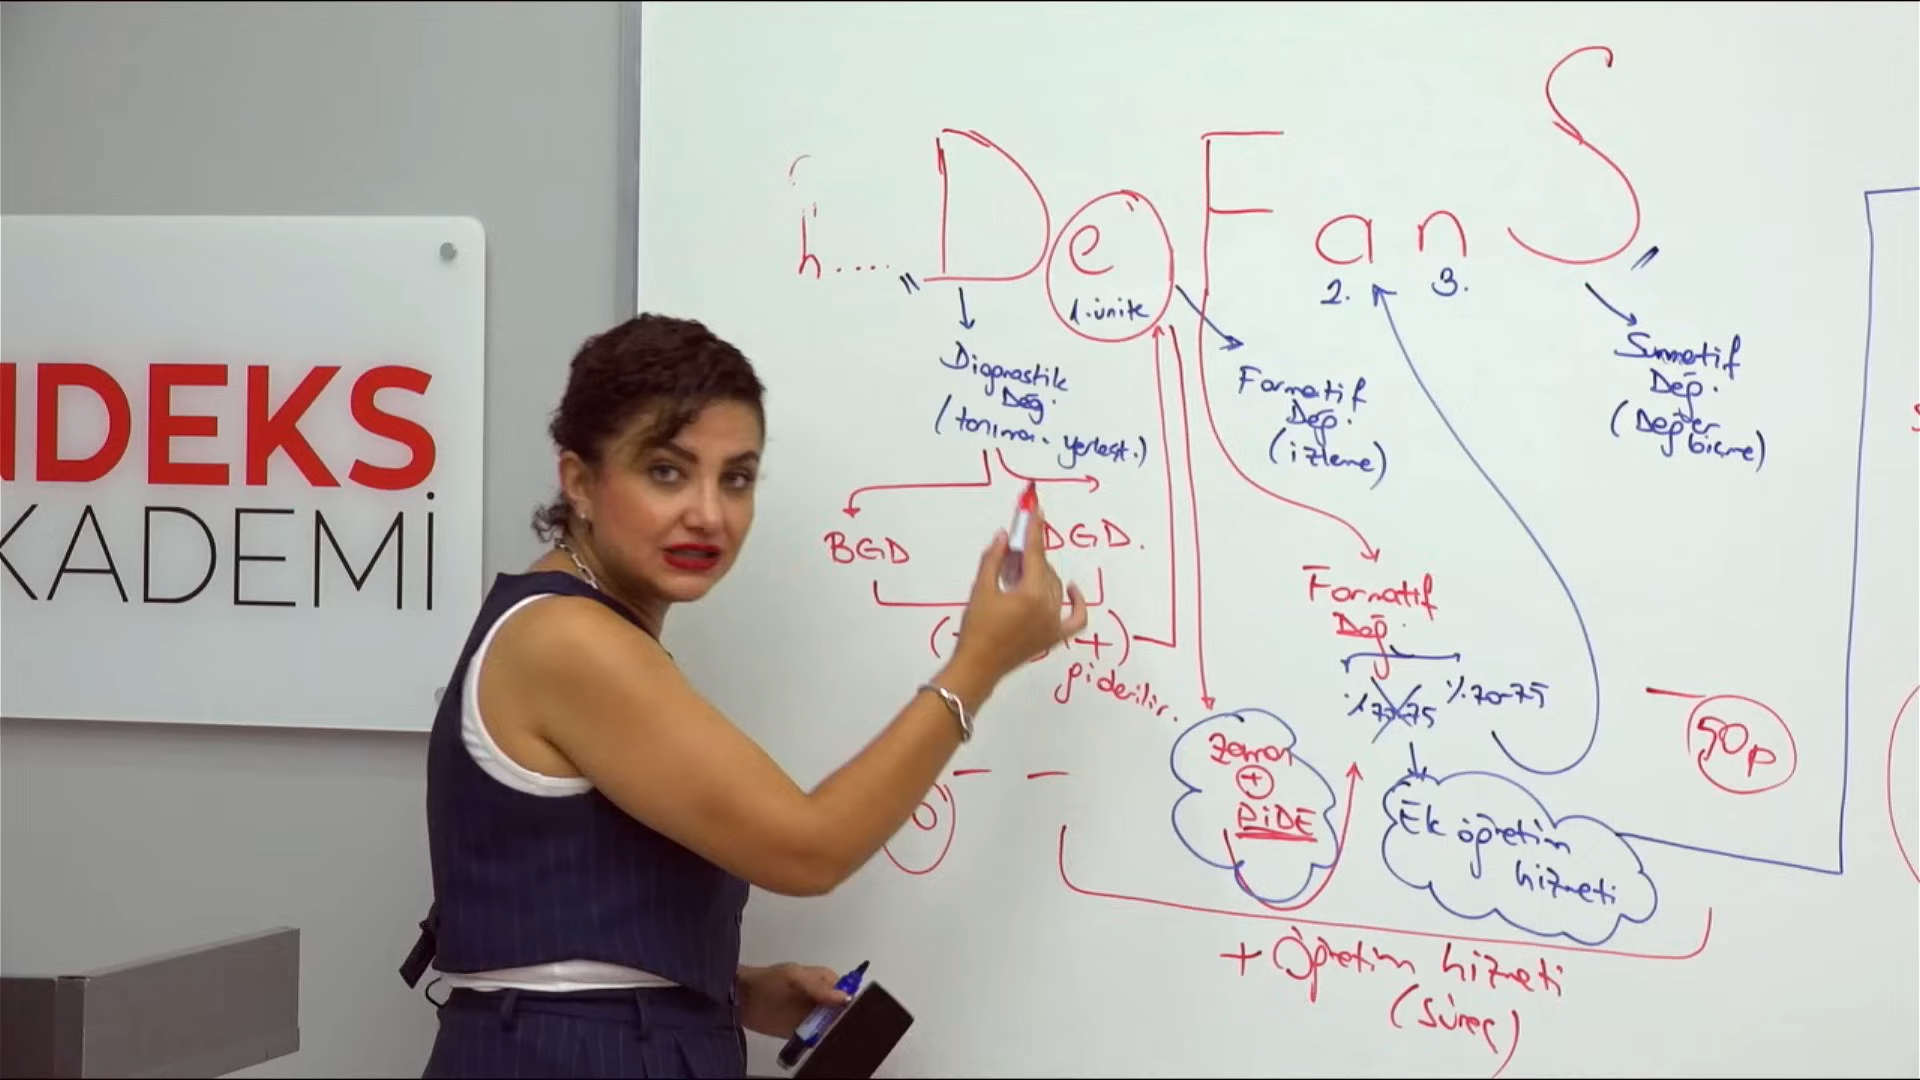 İNDEKS
AKADEMİ
h.....
DeFanS
1.ünite
2.
3.
Diagnostik
Değ.
(tanıma. yerleşt.)
Formatif
Değ.
(izleme)
Summatif
Değ.
(Değer
biçme)
BGD
DGD.
(+)
giderilir.
Formatif
Değ.
%70-75
Zaman
+
PİDE
Ek öğretim
hizmeti
50p
+ Öğretim hizmeti
(Süreç)